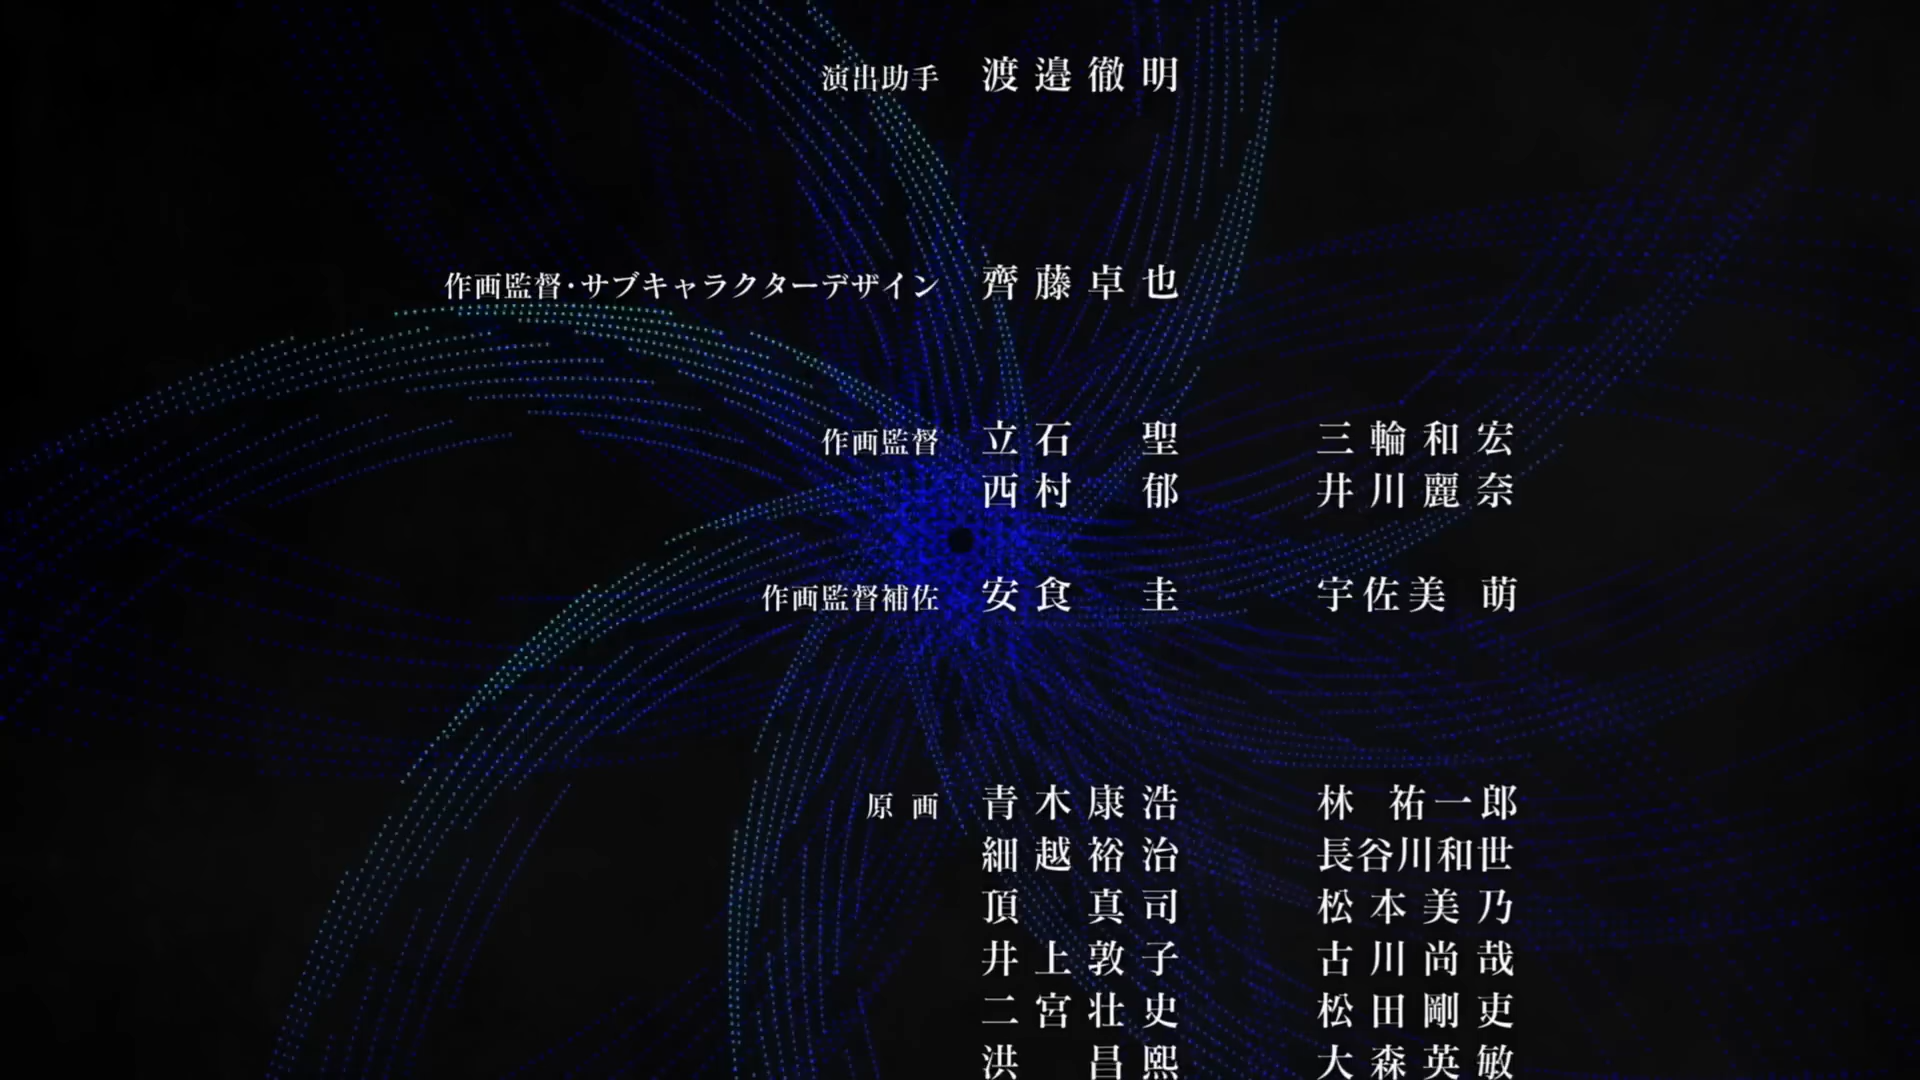 演出助手 渡邉徹明
作画監督・サブキャラクターデザイン 齊藤卓也
作画監督 立石 聖 三輪和宏
西村 郁 井川麗奈
作画監督補佐 安食 圭 宇佐美 萌
原画 青木康浩 林 祐一郎
細越裕治 長谷川和世
頂 真司 松本美乃
井上敦子 古川尚哉
二宮壮史 松田剛吏
洪 昌熙 大森英敏